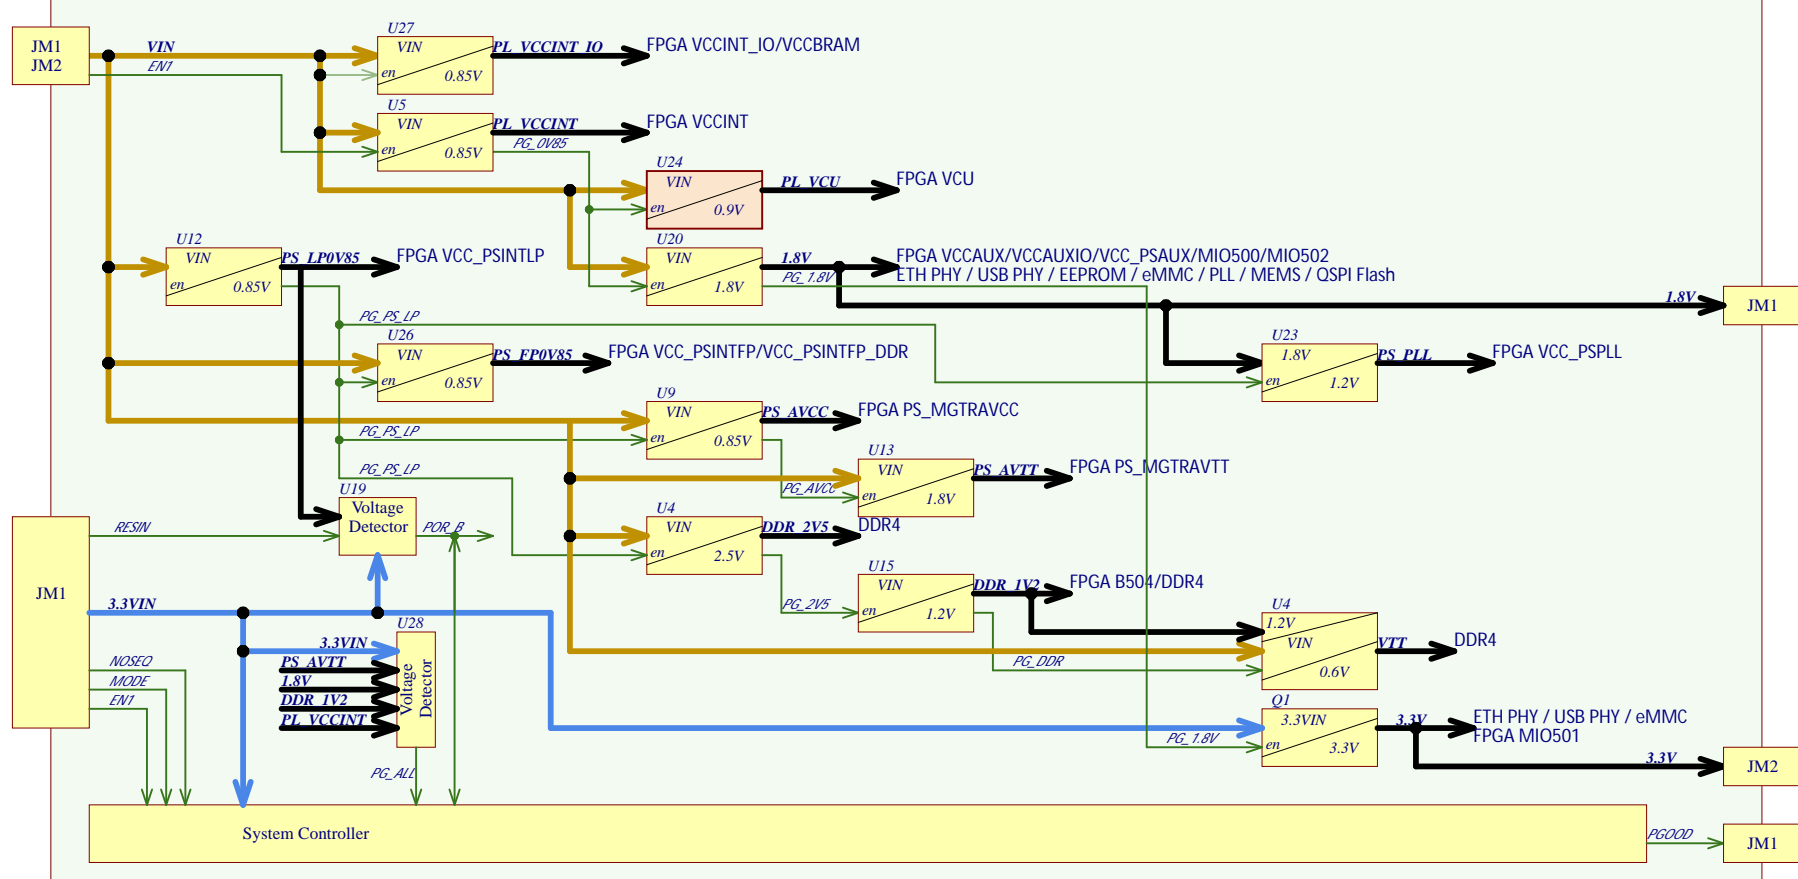 U27
JM1
JM2
VIN
EN1
VIN
en
0.85V
PL_VCCINT_IO
FPGA VCCINT_IO/VCCBRAM
U5
VIN
en
0.85V
PL_VCCINT
FPGA VCCINT
PG_0V85
U24
VIN
en
0.9V
PL_VCU
FPGA VCU
U12
VIN
en
0.85V
PS_LP0V85
FPGA VCC_PSINTLP
U20
VIN
en
1.8V
1.8V
PG_1.8V
FPGA VCCAUX/VCCAUXIO/VCC_PSAUX/MIO500/MIO502
ETH PHY / USB PHY / EEPROM / eMMC / PLL / MEMS / QSPI Flash
1.8V
JM1
PG_PS_LP
U26
VIN
en
0.85V
PS_FP0V85
FPGA VCC_PSINTFP/VCC_PSINTFP_DDR
U23
1.8V
en
1.2V
PS_PLL
FPGA VCC_PSPLL
U9
VIN
en
0.85V
PS_AVCC
FPGA PS_MGTRAVCC
PG_PS_LP
U13
VIN
en
1.8V
PG_AVCC
PS_AVTT
FPGA PS_MGTRAVTT
PG_PS_LP
U19
Voltage
Detector
RESIN
POR_B
U4
VIN
en
2.5V
DDR_2V5
DDR4
JM1
U15
VIN
en
1.2V
PG_2V5
DDR_1V2
FPGA B504/DDR4
3.3VIN
U4
1.2V
VIN
0.6V
PG_DDR
VTT
DDR4
U28
3.3VIN
PS_AVTT
1.8V
DDR_1V2
PL_VCCINT
Voltage
Detector
NOSEQ
MODE
EN1
Q1
3.3VIN
en
3.3V
PG_1.8V
3.3V
ETH PHY / USB PHY / eMMC
FPGA MIO501
3.3V
JM2
PG_ALL
System Controller
PGOOD
JM1